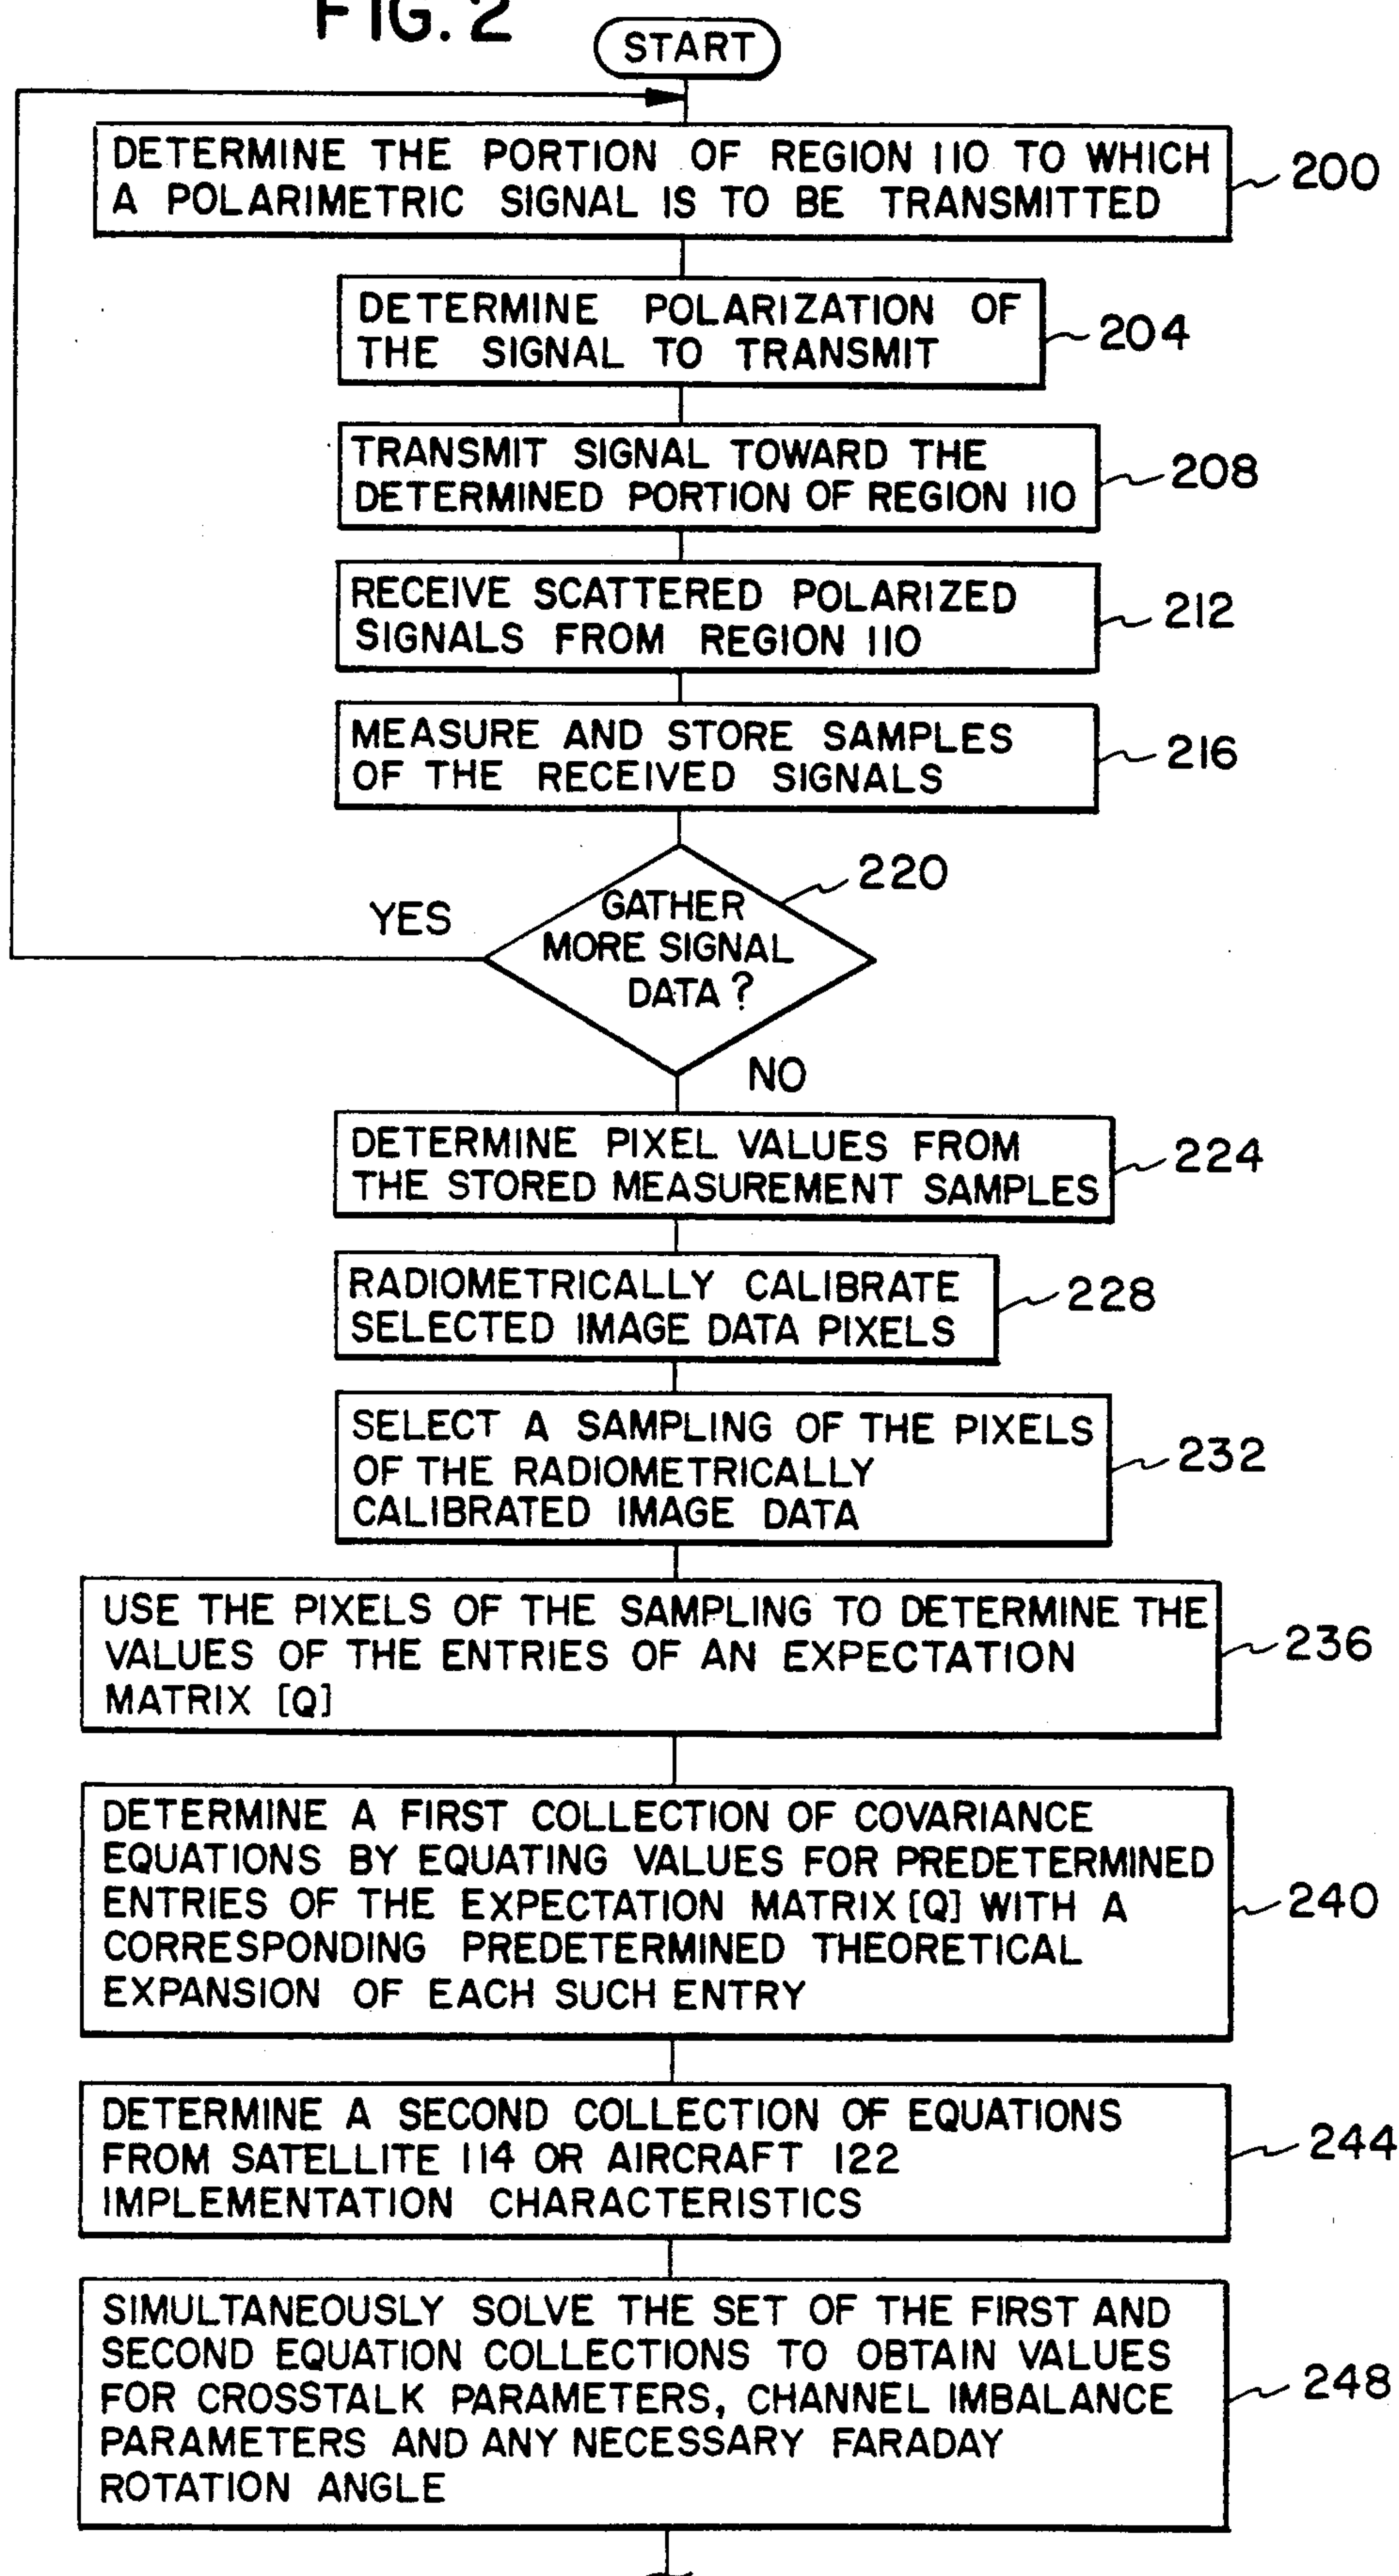 FIG. 2
START
DETERMINE THE PORTION OF REGION 110 TO WHICH
A POLARIMETRIC SIGNAL IS TO BE TRANSMITTED
200
DETERMINE POLARIZATION OF
THE SIGNAL TO TRANSMIT
204
TRANSMIT SIGNAL TOWARD THE
DETERMINED PORTION OF REGION 110
208
RECEIVE SCATTERED POLARIZED
SIGNALS FROM REGION 110
212
MEASURE AND STORE SAMPLES
OF THE RECEIVED SIGNALS
216
220
GATHER
MORE SIGNAL
DATA?
YES
NO
DETERMINE PIXEL VALUES FROM
THE STORED MEASUREMENT SAMPLES
224
RADIOMETRICALLY CALIBRATE
SELECTED IMAGE DATA PIXELS
228
SELECT A SAMPLING OF THE PIXELS
OF THE RADIOMETRICALLY
CALIBRATED IMAGE DATA
232
USE THE PIXELS OF THE SAMPLING TO DETERMINE THE
VALUES OF THE ENTRIES OF AN EXPECTATION
MATRIX [Q]
236
DETERMINE A FIRST COLLECTION OF COVARIANCE
EQUATIONS BY EQUATING VALUES FOR PREDETERMINED
ENTRIES OF THE EXPECTATION MATRIX [Q] WITH A
CORRESPONDING PREDETERMINED THEORETICAL
EXPANSION OF EACH SUCH ENTRY
240
DETERMINE A SECOND COLLECTION OF EQUATIONS
FROM SATELLITE 114 OR AIRCRAFT 122
IMPLEMENTATION CHARACTERISTICS
244
SIMULTANEOUSLY SOLVE THE SET OF THE FIRST AND
SECOND EQUATION COLLECTIONS TO OBTAIN VALUES
FOR CROSSTALK PARAMETERS, CHANNEL IMBALANCE
PARAMETERS AND ANY NECESSARY FARADAY
ROTATION ANGLE
248